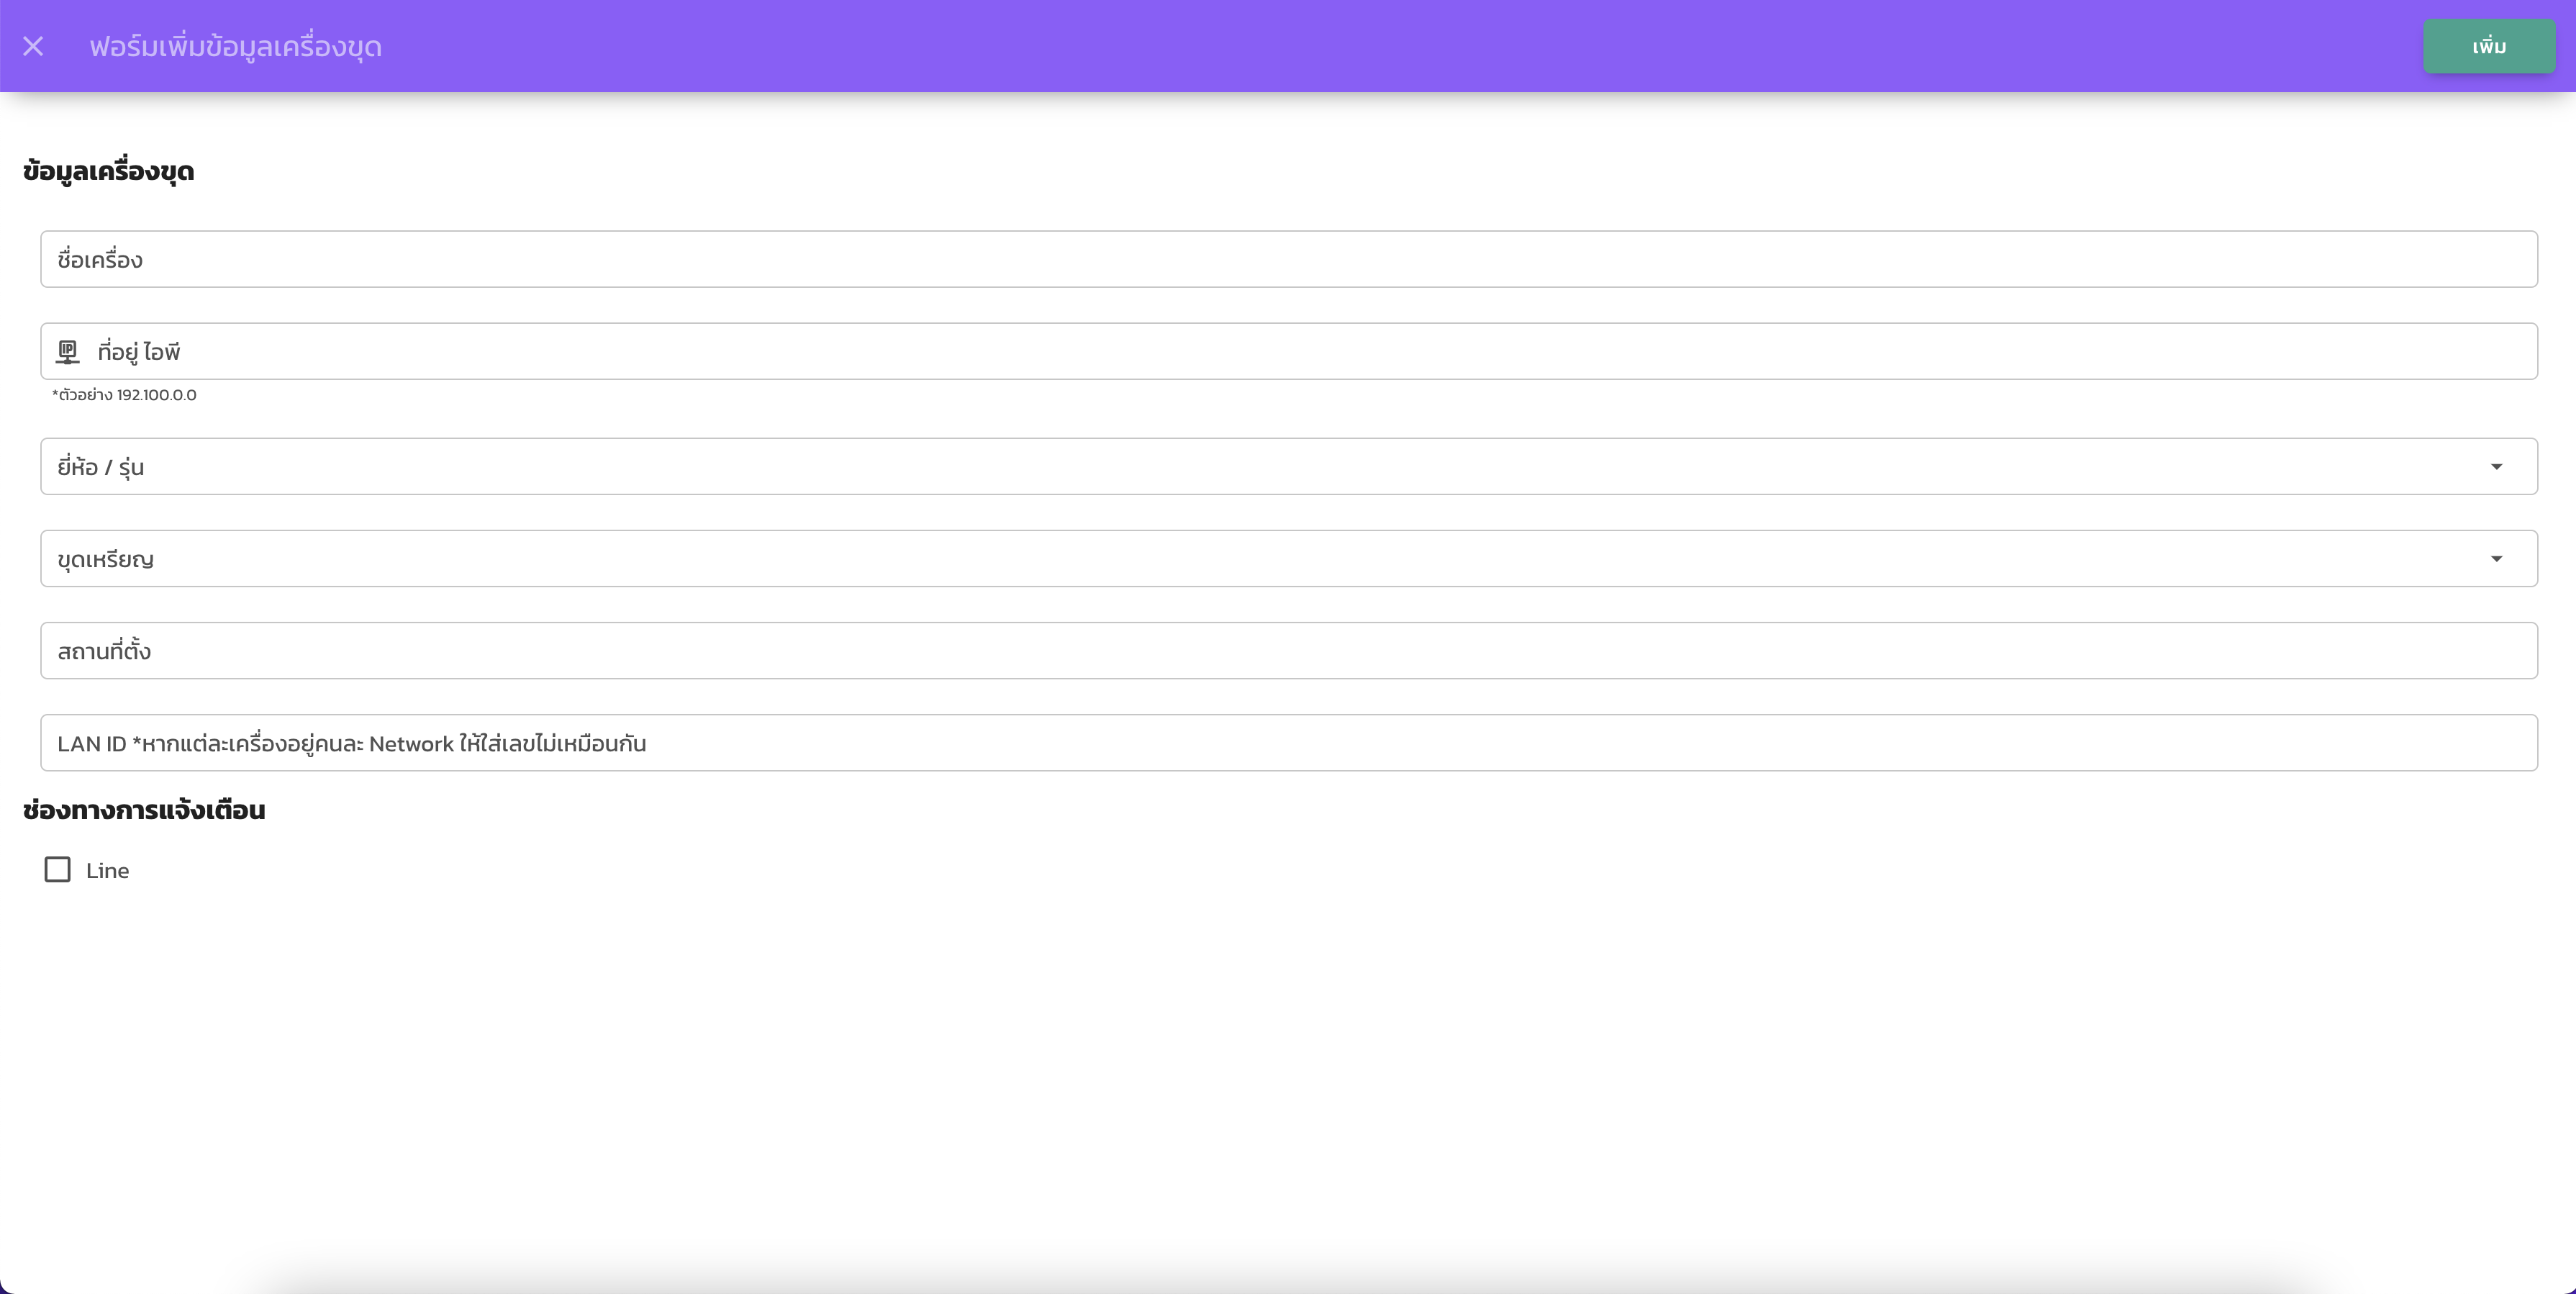 ฟอร์มเพิ่มข้อมูลเครื่องขุด
เพิ่ม
ข้อมูลเครื่องขุด
ชื่อเครื่อง
IP ที่อยู่ ไอพี
*ตัวอย่าง 192.100.0.0
ยี่ห้อ / รุ่น
ขุดเหรียญ
สถานที่ตั้ง
LAN ID *หากแต่ละเครื่องอยู่คนละ Network ให้ใส่เลขไม่เหมือนกัน
ช่องทางการแจ้งเตือน
Line